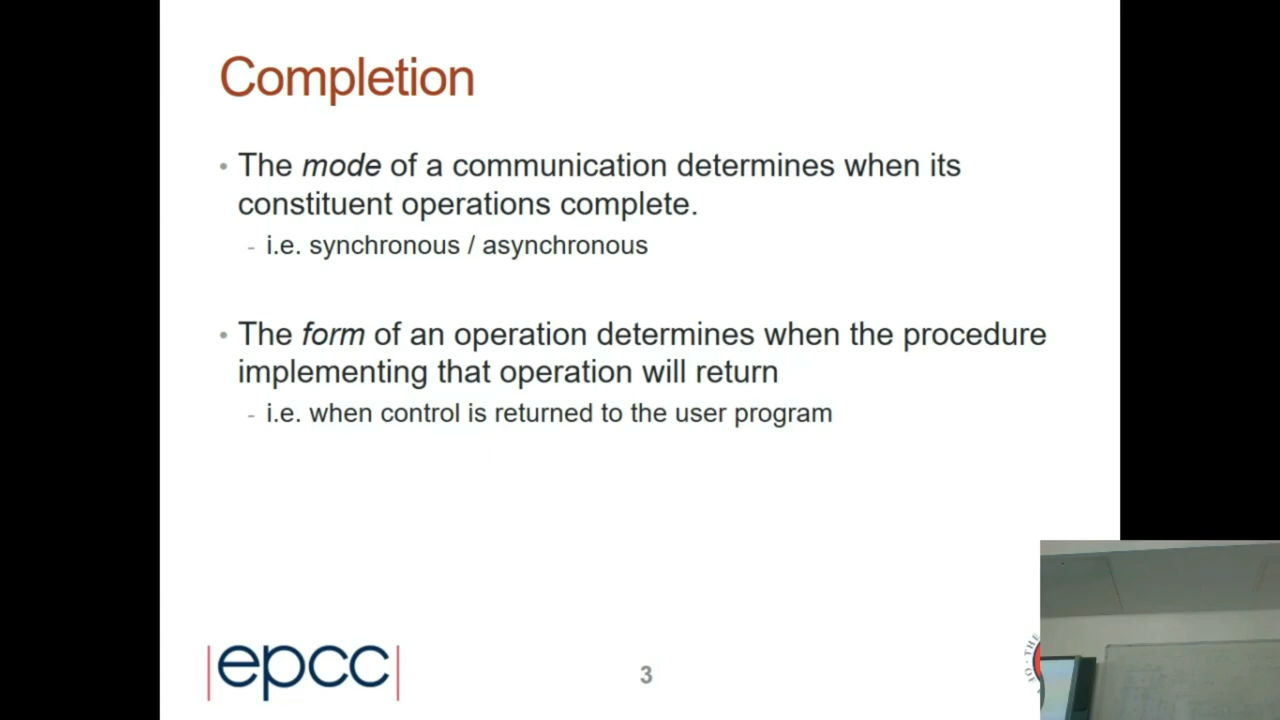 Completion
• The mode of a communication determines when its
constituent operations complete.
- i.e. synchronous / asynchronous
• The form of an operation determines when the procedure
implementing that operation will return
- i.e. when control is returned to the user program
|epcc|
3
THE